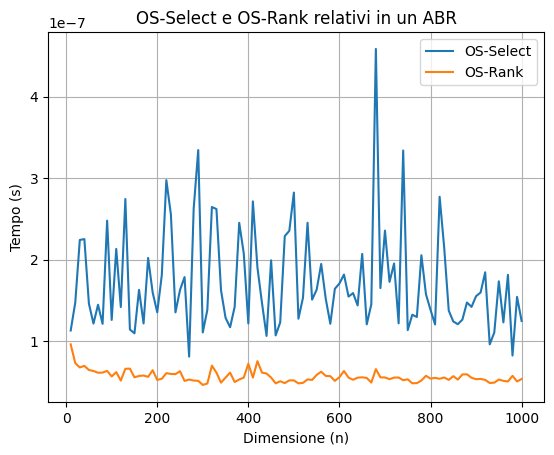 OS-Select e OS-Rank relativi in un ABR
1e−7
OS-Select
OS-Rank
4
3
2
1
Tempo (s)
0
200
400
600
800
1000
Dimensione (n)